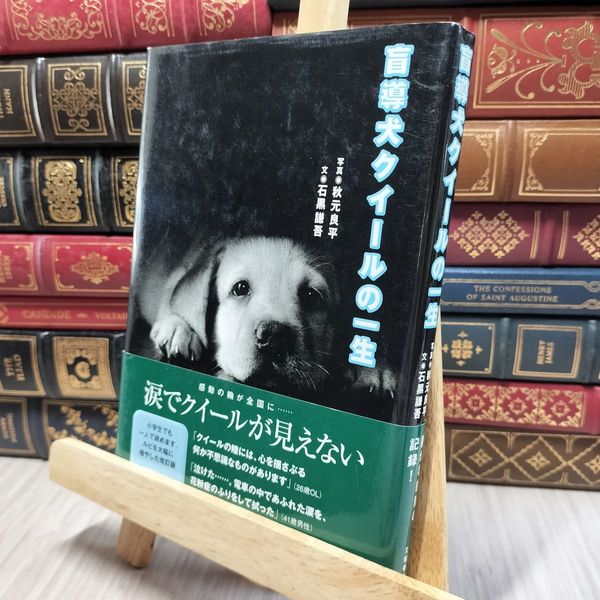 盲導犬クイールの一生
写真●秋元良平
文●石黒謙吾
感動の輪が全国に……
涙でクイールが見えない
小学生でも
一人で読めます。
ルビを大幅に
増やした改訂版
「クイールの瞳には、心を揺さぶる
何か不思議なものがあります」(26歳OL)
「泣けた……。電車の中であふれた涙を、
花粉症のふりをして拭った」(41歳男性)
盲導犬クイールの一生
写真●秋元良平
文●石黒謙吾
記録!
MANN
CANDIDE
VOLTAIRE
THE CONFESSIONS
OF SAINT AUGUSTINE
HENRY
JAMES